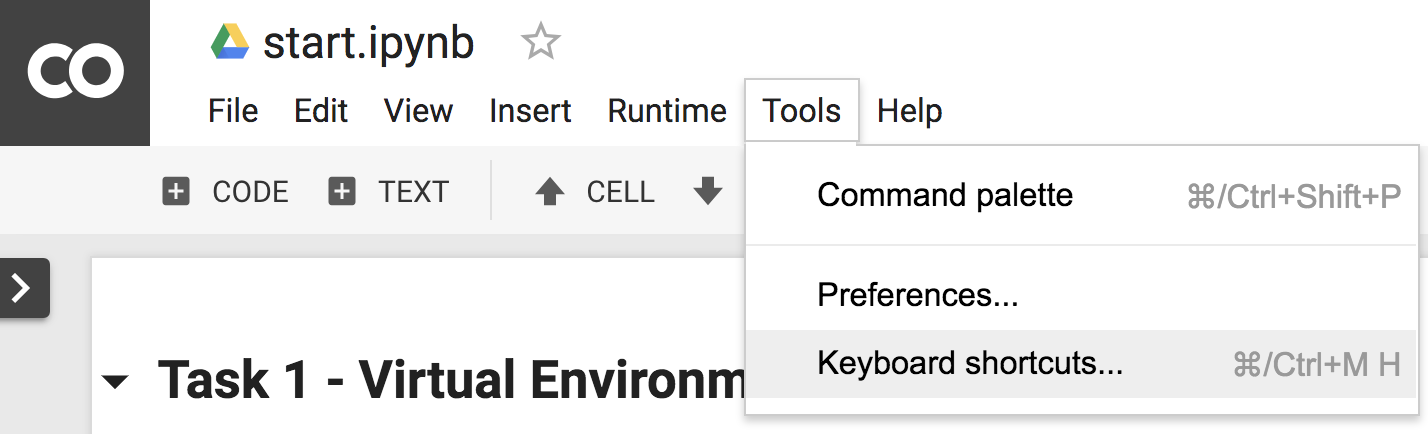 CO
start.ipynb
File Edit View Insert Runtime Tools Help
CODE TEXT CELL
Command palette ⌘/Ctrl+Shift+P
Preferences...
Keyboard shortcuts... ⌘/Ctrl+M H
Task 1 - Virtual Environm